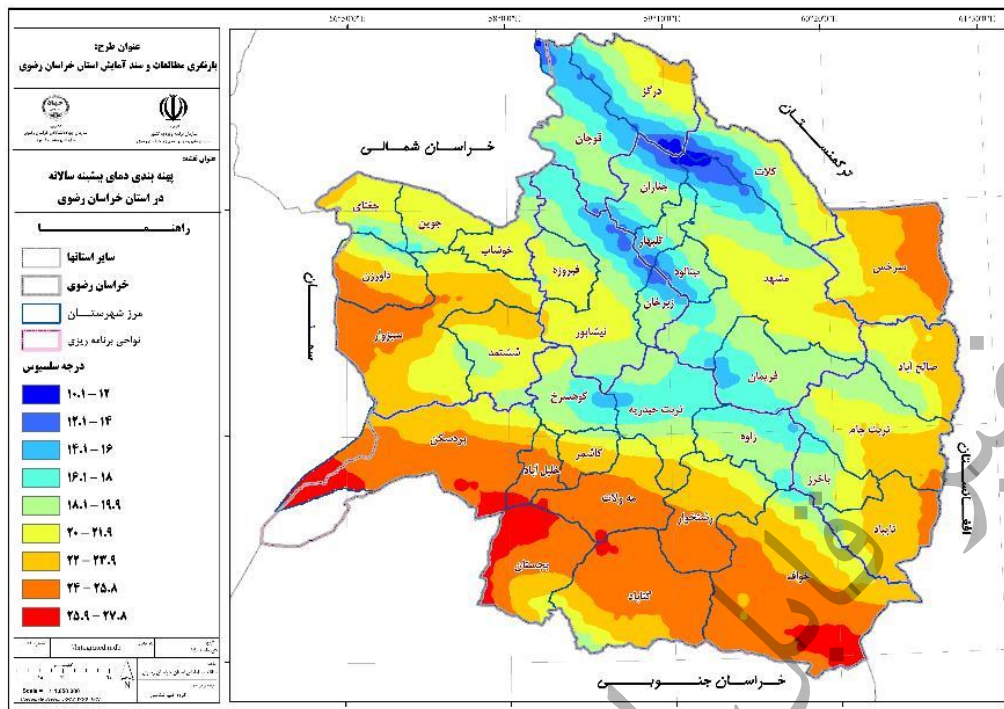 عنوان طرح:
بازنگری مطالعات و سند آمایش استان خراسان رضوی
عنوان نقشه:
پهنه بندی دمای بیشینه سالانه
در استان خراسان رضوی
راهنما
سایر استانها
خراسان رضوی
مرز شهرستان
نواحی برنامه ریزی
درجه سلسیوس
۱۰.۱ – ۱۲
۱۲.۱ – ۱۴
۱۴.۱ – ۱۶
۱۶.۱ – ۱۸
۱۸.۱ – ۱۹.۹
۲۰ – ۲۱.۹
۲۲ – ۲۳.۹
۲۴ – ۲۵.۸
۲۵.۹ – ۲۷.۸
N
خراسان شمالی
ترکمنستان
افغانستان
خراسان جنوبی
سمنان
درگز
قوچان
کلات
چناران
جغتای
جوین
خوشاب
گلبهار
بینالود
مشهد
سرخس
داورزن
فیروزه
زبرخان
سبزوار
نیشابور
ششتمد
فریمان
صالح آباد
کوهسرخ
تربت حیدریه
تربت جام
زاوه
بردسکن
کاشمر
خلیل آباد
باخرز
مه ولات
رشتخوار
تایباد
خواف
بجستان
گناباد